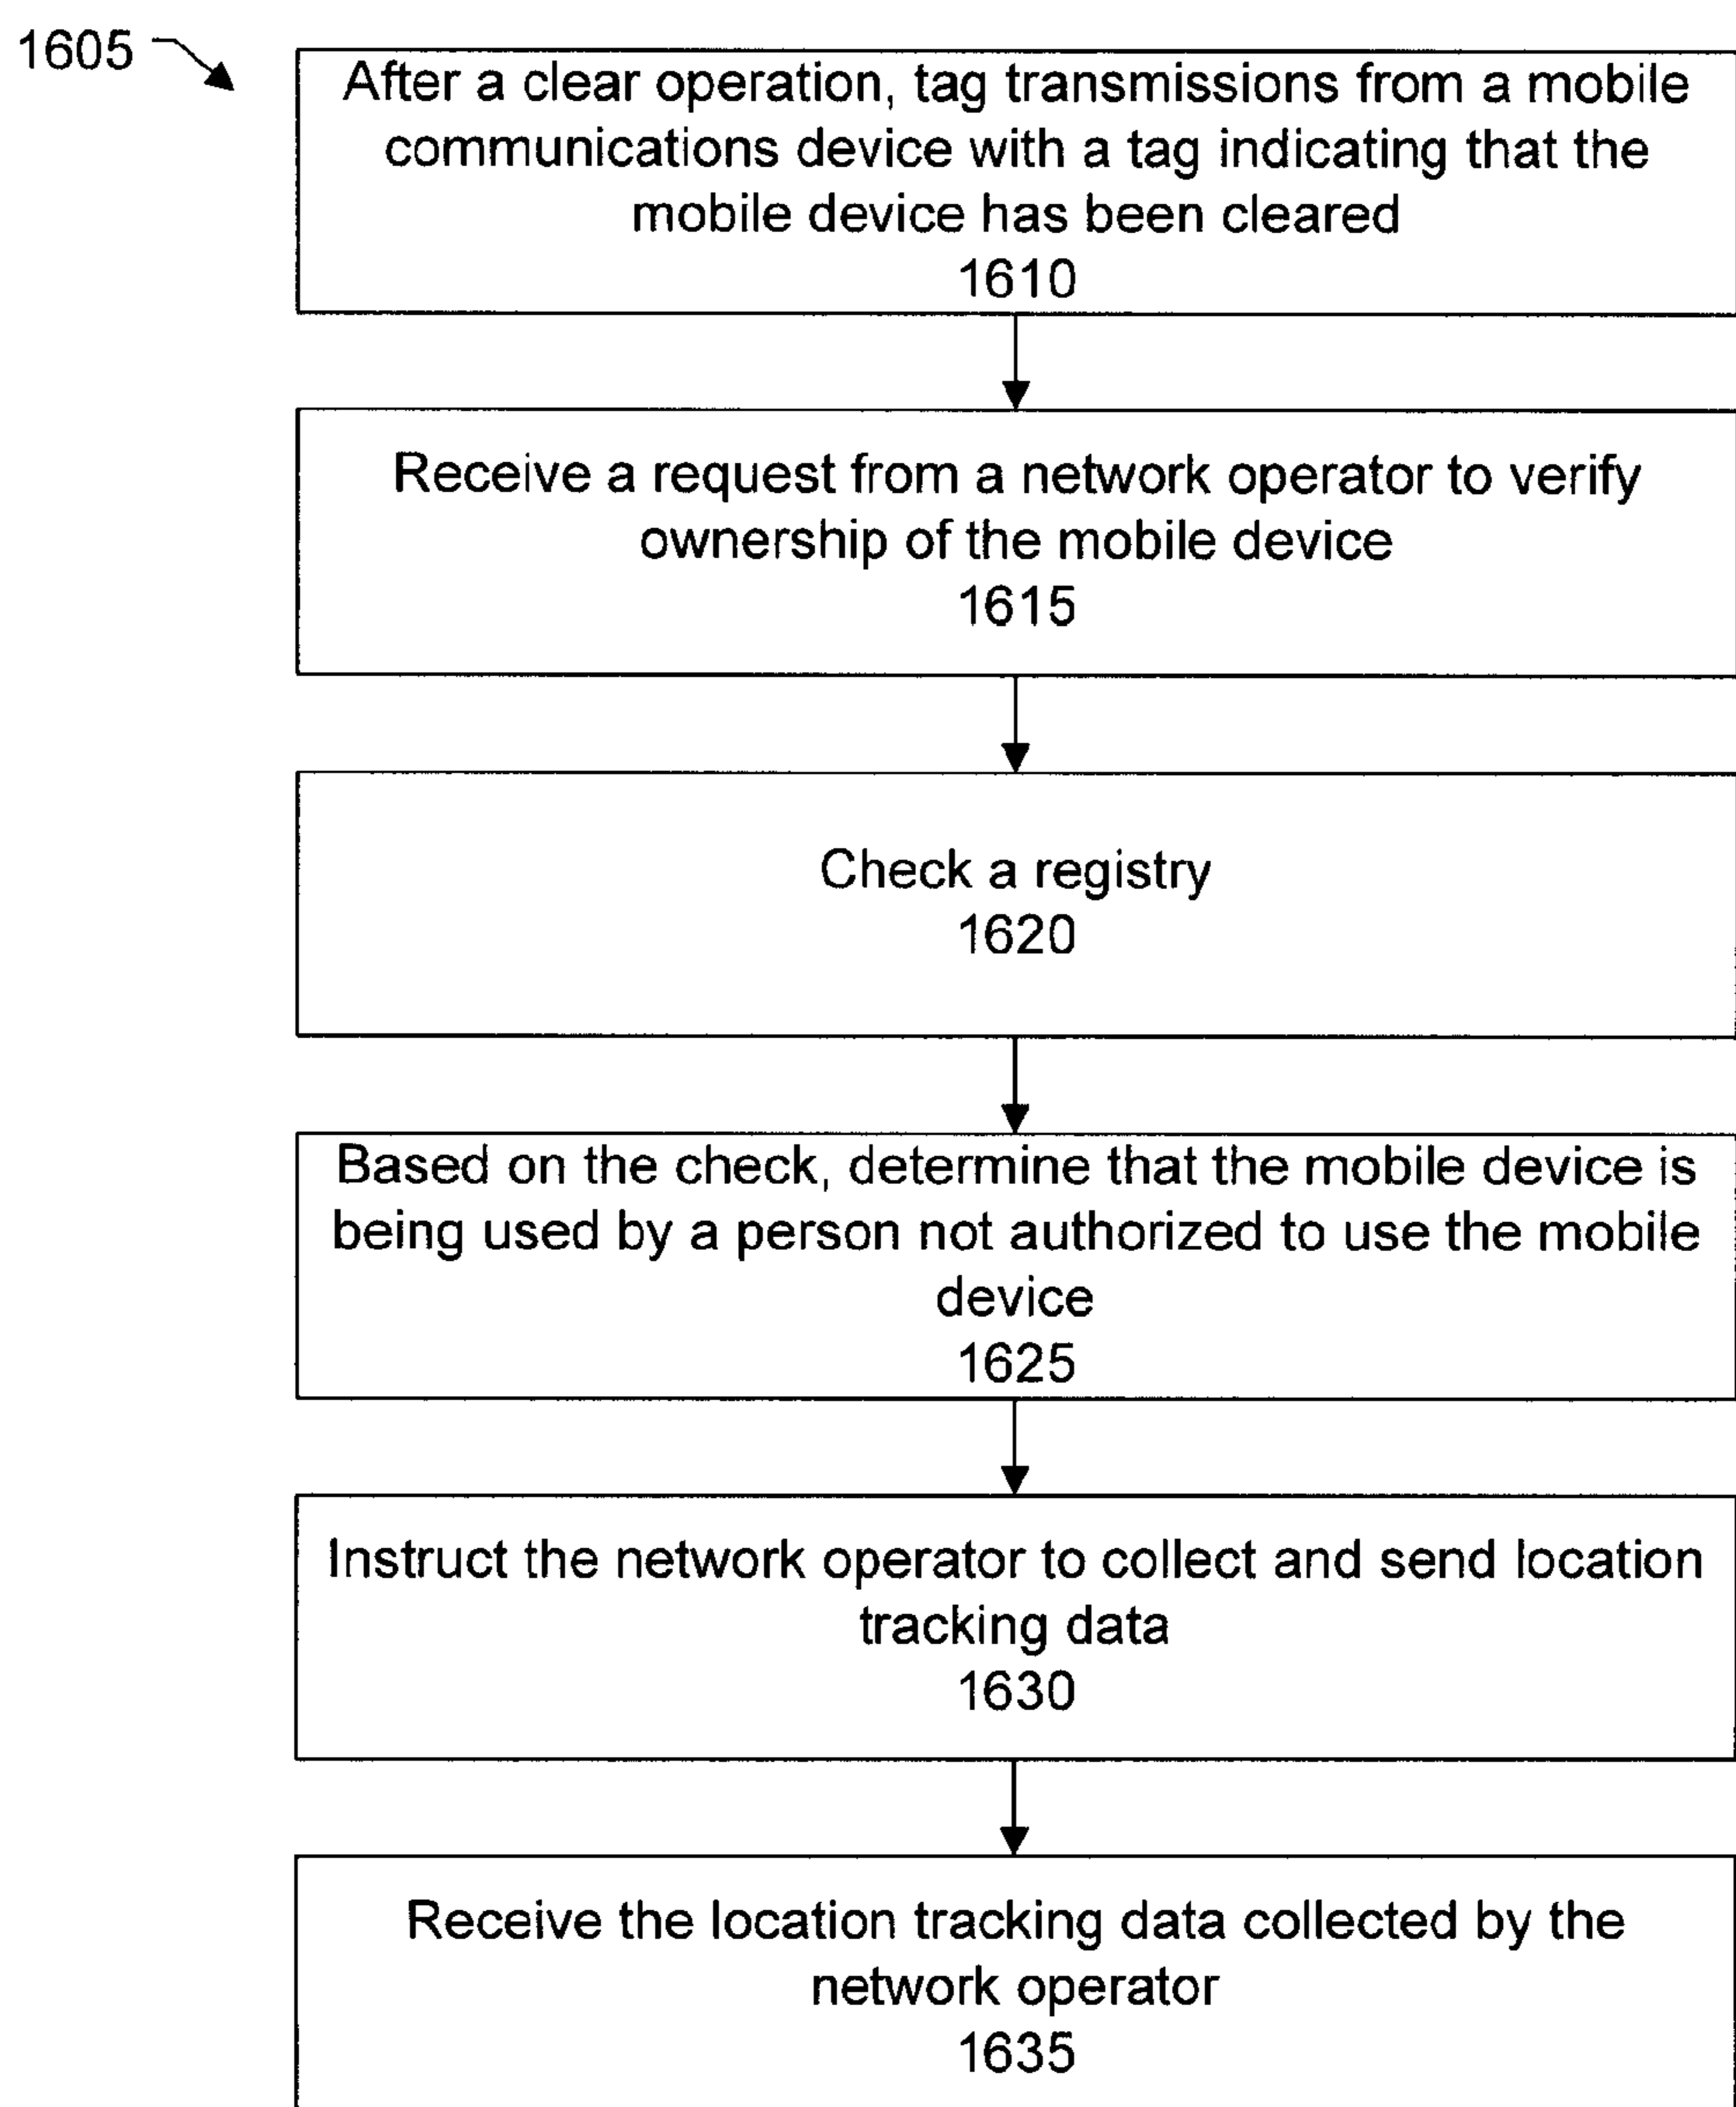 1605
After a clear operation, tag transmissions from a mobile
communications device with a tag indicating that the
mobile device has been cleared
1610
Receive a request from a network operator to verify
ownership of the mobile device
1615
Check a registry
1620
Based on the check, determine that the mobile device is
being used by a person not authorized to use the mobile
device
1625
Instruct the network operator to collect and send location
tracking data
1630
Receive the location tracking data collected by the
network operator
1635